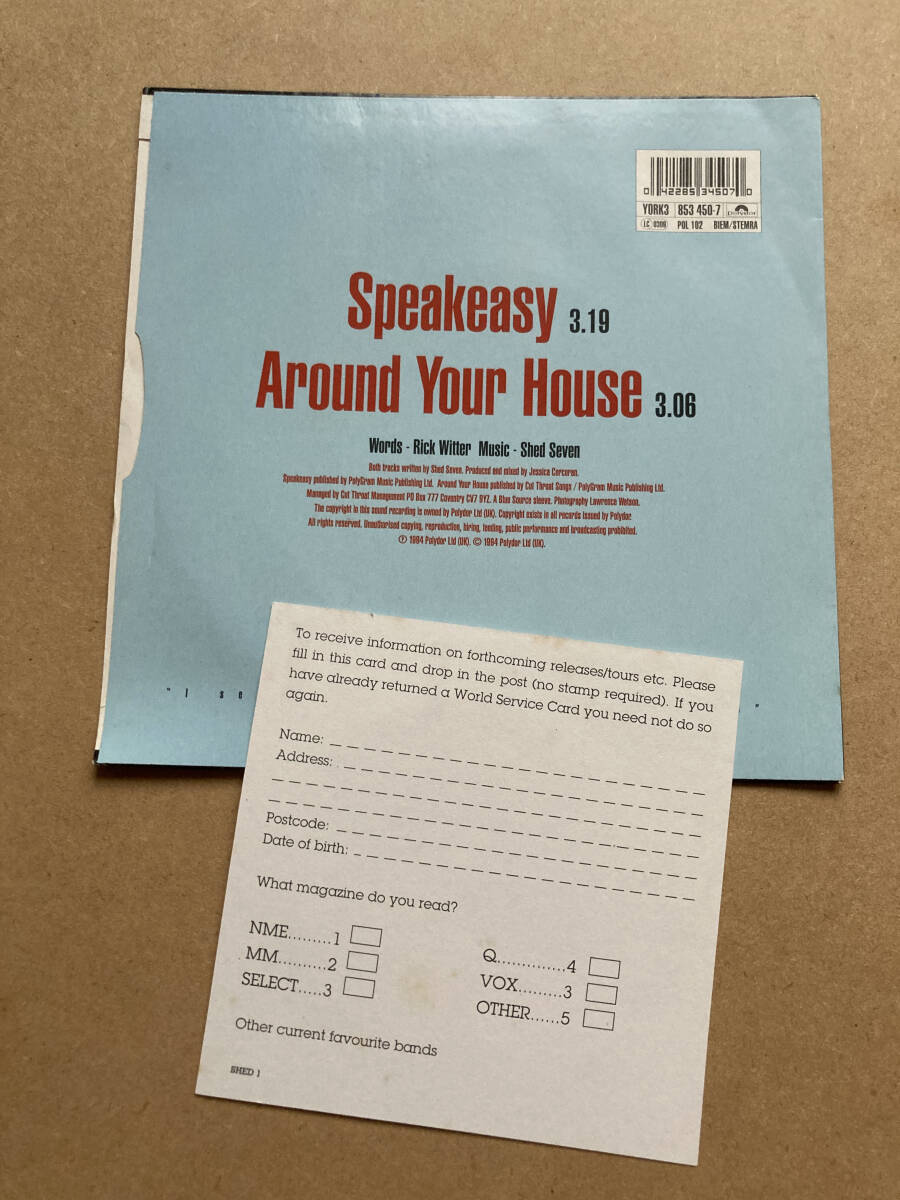 0 42285 34507 0
YORK3 853 450-7 Polydor
LC 0309 POL 102 BIEM/STEMRA
Speakeasy 3.19
Around Your House 3.06
Words - Rick Witter Music - Shed Seven
Both tracks written by Shed Seven. Produced and mixed by Jessica Corcoran.
Speakeasy published by PolyGram Music Publishing Ltd. Around Your House published by Cut Throat Songs / PolyGram Music Publishing Ltd.
Managed by Cut Throat Management PO Box 777 Coventry CV7 9YZ. A Blue Source sleeve. Photography Lawrence Watson.
The copyright in this sound recording is owned by Polydor Ltd (UK). Copyright exists in all records issued by Polydor.
All rights reserved. Unauthorised copying, reproduction, hiring, lending, public performance and broadcasting prohibited.
Ⓟ 1994 Polydor Ltd (UK). © 1994 Polydor Ltd (UK).
"I se
"
To receive information on forthcoming releases/tours etc. Please
fill in this card and drop in the post (no stamp required). If you
have already returned a World Service Card you need not do so
again.
Name:
Address:
Postcode:
Date of birth:
What magazine do you read?
NME.........1
MM..........2
SELECT.....3
Q..............4
VOX.........3
OTHER......5
Other current favourite bands
SHED 1